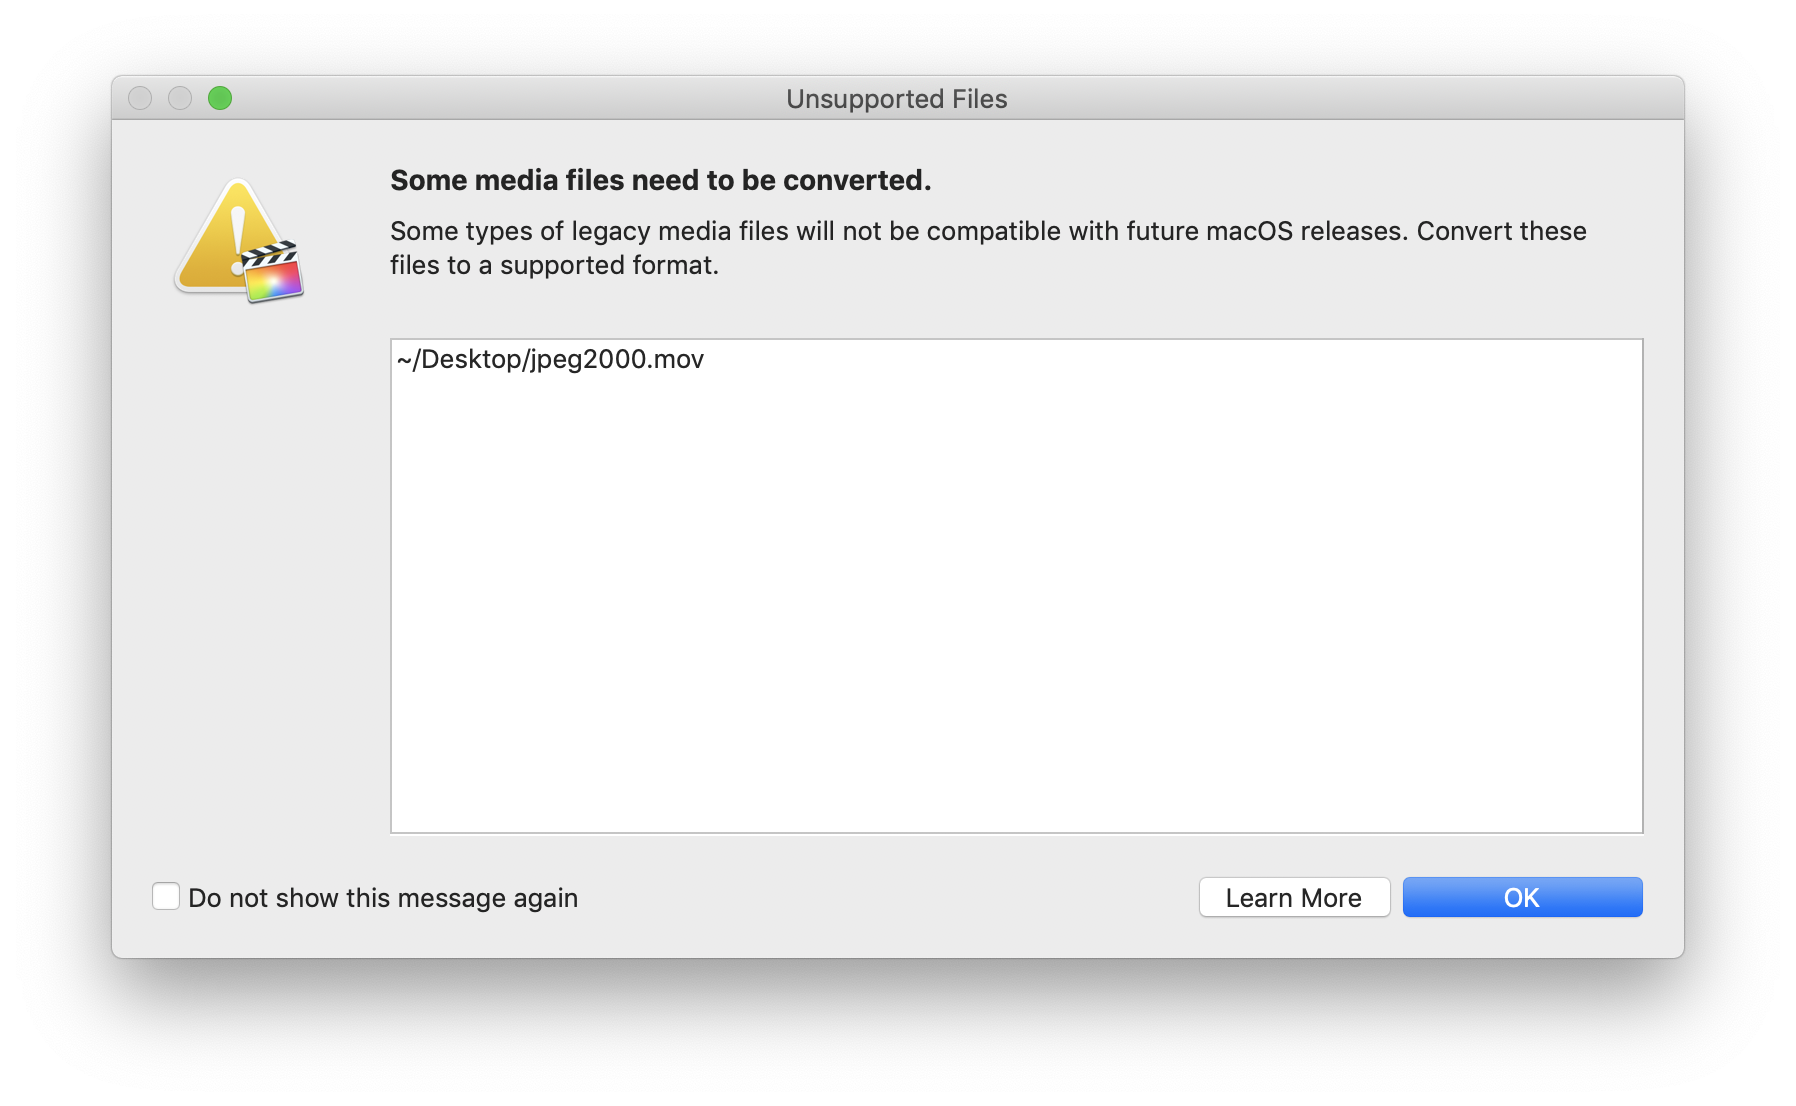 Unsupported Files
Some media files need to be converted.
Some types of legacy media files will not be compatible with future macOS releases. Convert these
files to a supported format.
~/Desktop/jpeg2000.mov
Do not show this message again
Learn More
OK